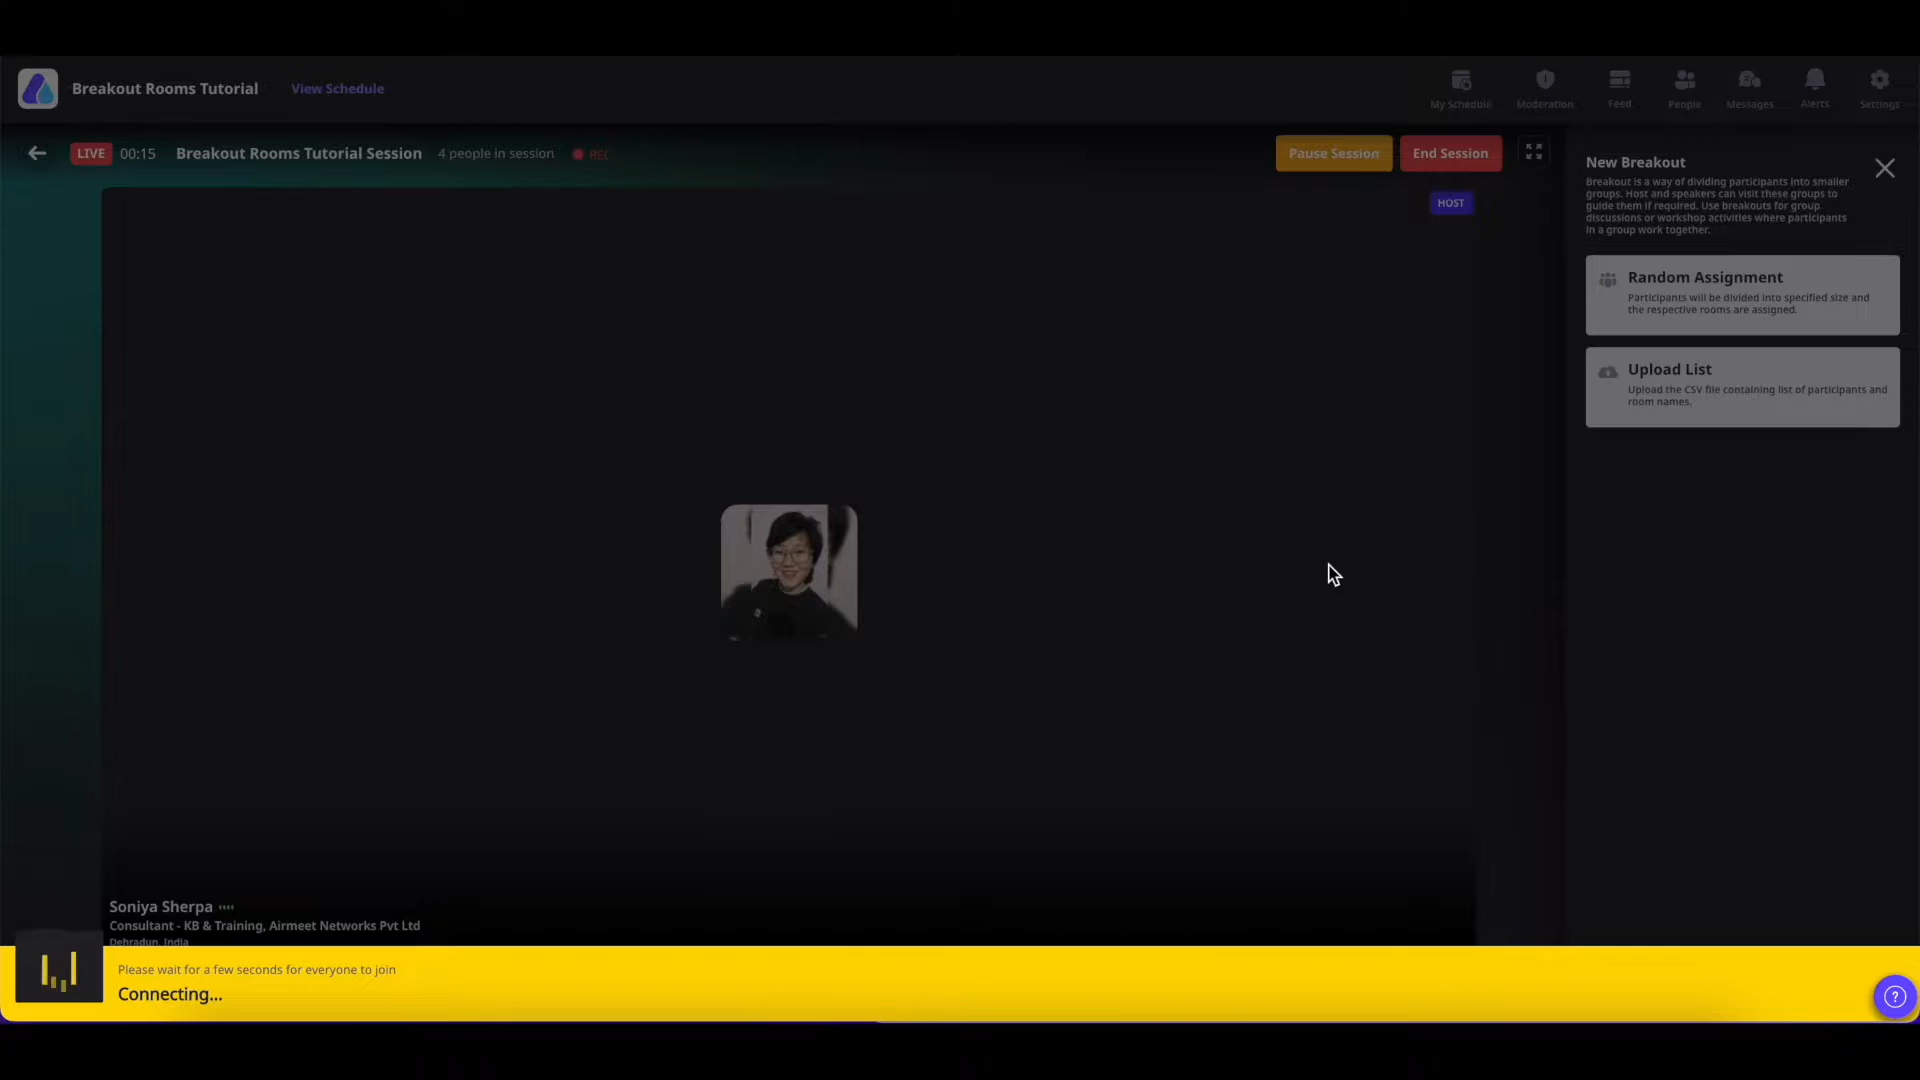 Breakout Rooms Tutorial
View Schedule
My Schedule
Moderation
Feed
People
Messages
Alerts
Settings
LIVE
00:15
Breakout Rooms Tutorial Session
4 people in session
REC
Pause Session
End Session
HOST
New Breakout
Breakout is a way of dividing participants into smaller
groups. Host and speakers can visit these groups to
guide them if required. Use breakouts for group
discussions or workshop activities where participants
in a group work together.
Random Assignment
Participants will be divided into specified size and
the respective rooms are assigned.
Upload List
Upload the CSV file containing list of participants and
room names.
Soniya Sherpa
Consultant - KB & Training, Airmeet Networks Pvt Ltd
Dehradun, India
Please wait for a few seconds for everyone to join
Connecting...
?